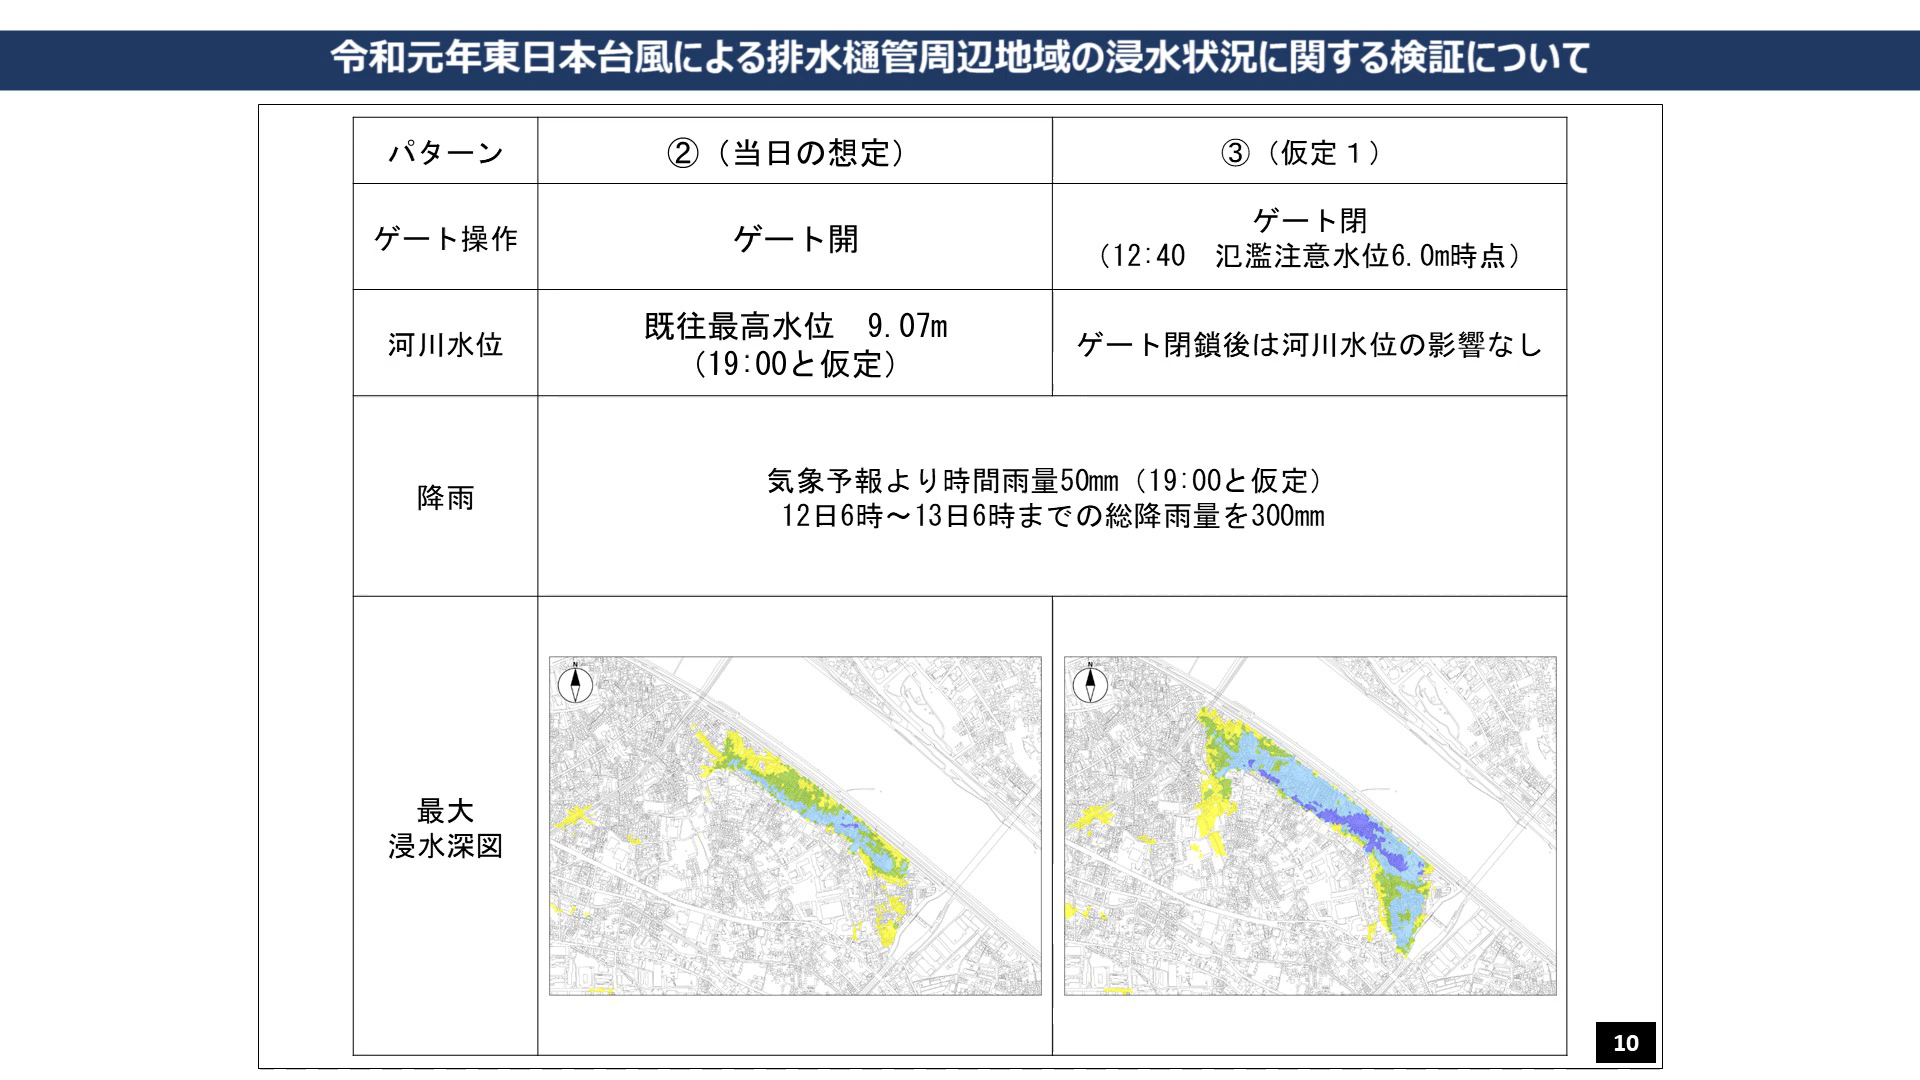 令和元年東日本台風による排水樋管周辺地域の浸水状況に関する検証について
パターン
②（当日の想定）
③（仮定１）
ゲート操作
ゲート開
ゲート閉
（12:40　氾濫注意水位6.0m時点）
河川水位
既往最高水位　9.07m
（19:00と仮定）
ゲート閉鎖後は河川水位の影響なし
降雨
気象予報より時間雨量50mm（19:00と仮定）
12日6時～13日6時までの総降雨量を300mm
最大
浸水深図
N
N
10